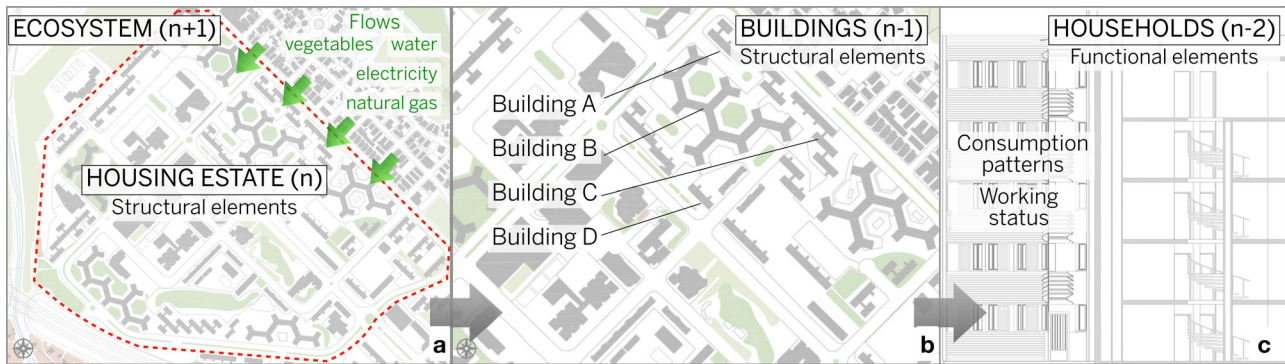 ECOSYSTEM (n+1)
Flows
vegetables water
electricity
natural gas
HOUSING ESTATE (n)
Structural elements
a
BUILDINGS (n-1)
Structural elements
Building A
Building B
Building C
Building D
b
HOUSEHOLDS (n-2)
Functional elements
Consumption
patterns
Working
status
c